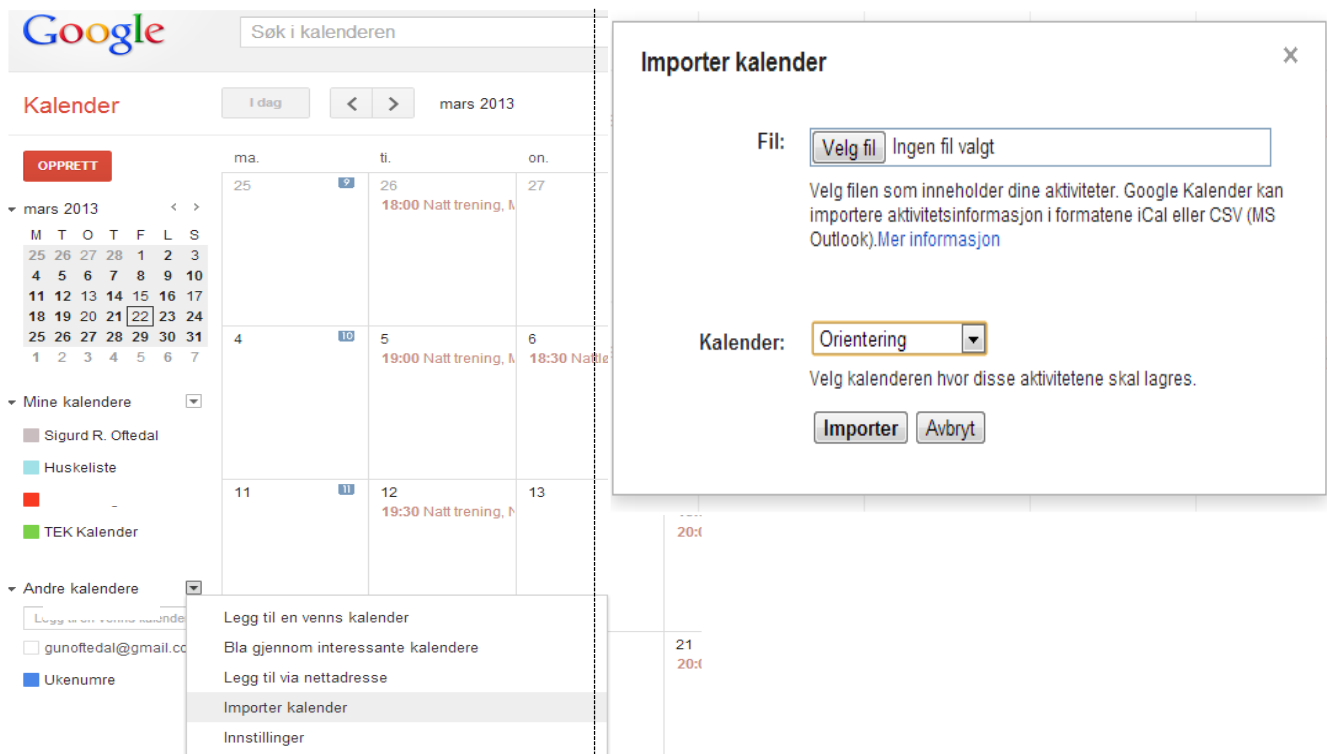 Google
Søk i kalenderen
Kalender
I dag
< >
mars 2013
OPPRETT
mars 2013 < >
M T O T F L S
25 26 27 28 1 2 3
4 5 6 7 8 9 10
11 12 13 14 15 16 17
18 19 20 21 22 23 24
25 26 27 28 29 30 31
1 2 3 4 5 6 7
Mine kalendere
Sigurd R. Oftedal
Huskeliste
TEK Kalender
Andre kalendere
gunoftedal@gmail.co
Ukenumre
ma. ti. on.
25 9 26 27
18:00 Natt trening,
4 10 5 6
19:00 Natt trening, 18:30
11 11 12 13
19:30 Natt trening,
Legg til en venns kalender
Bla gjennom interessante kalendere
Legg til via nettadresse
Importer kalender
Innstillinger
Importer kalender ×
Fil: Velg fil Ingen fil valgt
Velg filen som inneholder dine aktiviteter. Google Kalender kan
importere aktivitetsinformasjon i formatene iCal eller CSV (MS
Outlook).Mer informasjon
Kalender: Orientering
Velg kalenderen hvor disse aktivitetene skal lagres.
Importer Avbryt
21